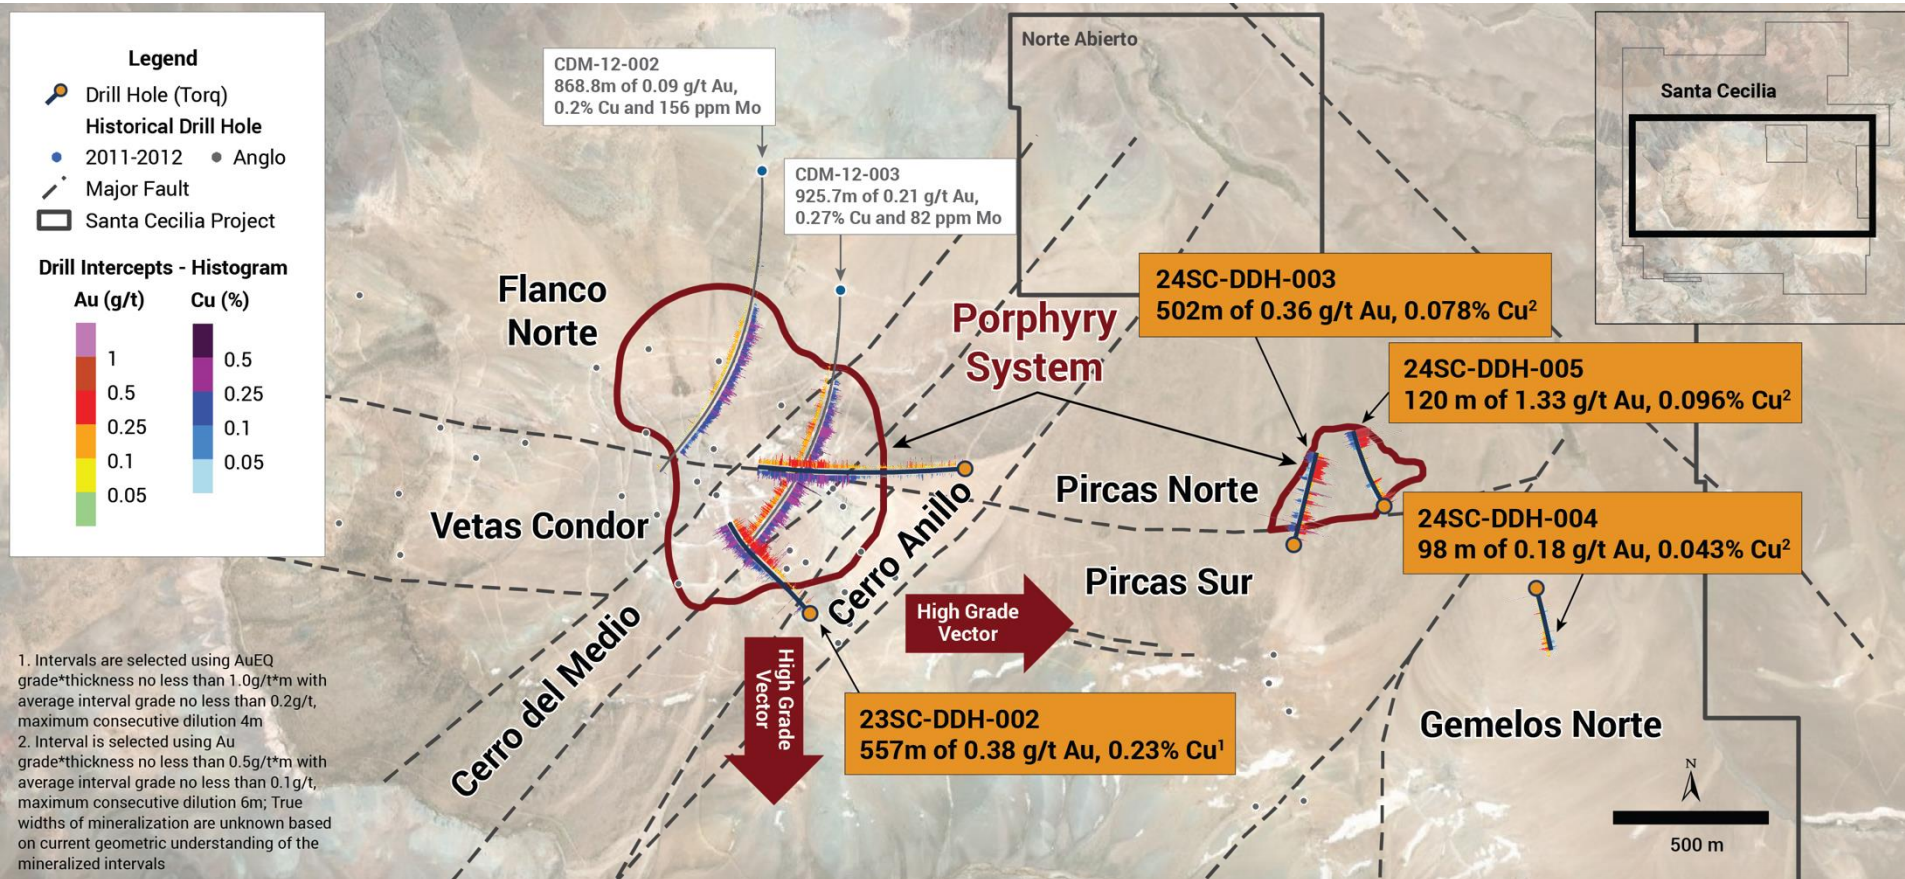 Legend
Drill Hole (Torq)
Historical Drill Hole
2011-2012
Anglo
Major Fault
Santa Cecilia Project
Drill Intercepts - Histogram
Au (g/t)
Cu (%)
1
0.5
0.25
0.1
0.05
0.5
0.25
0.1
0.05
1. Intervals are selected using AuEQ
grade*thickness no less than 1.0g/t*m with
average interval grade no less than 0.2g/t,
maximum consecutive dilution 4m
2. Interval is selected using Au
grade*thickness no less than 0.5g/t*m with
average interval grade no less than 0.1g/t,
maximum consecutive dilution 6m; True
widths of mineralization are unknown based
on current geometric understanding of the
mineralized intervals
CDM-12-002
868.8m of 0.09 g/t Au,
0.2% Cu and 156 ppm Mo
CDM-12-003
925.7m of 0.21 g/t Au,
0.27% Cu and 82 ppm Mo
Norte Abierto
Santa Cecilia
Flanco
Norte
Porphyry
System
24SC-DDH-003
502m of 0.36 g/t Au, 0.078% Cu²
24SC-DDH-005
120 m of 1.33 g/t Au, 0.096% Cu²
Vetas Condor
Pircas Norte
24SC-DDH-004
98 m of 0.18 g/t Au, 0.043% Cu²
Cerro Anillo
Pircas Sur
Cerro del Medio
High Grade
Vector
High Grade
Vector
23SC-DDH-002
557m of 0.38 g/t Au, 0.23% Cu¹
Gemelos Norte
N
500 m